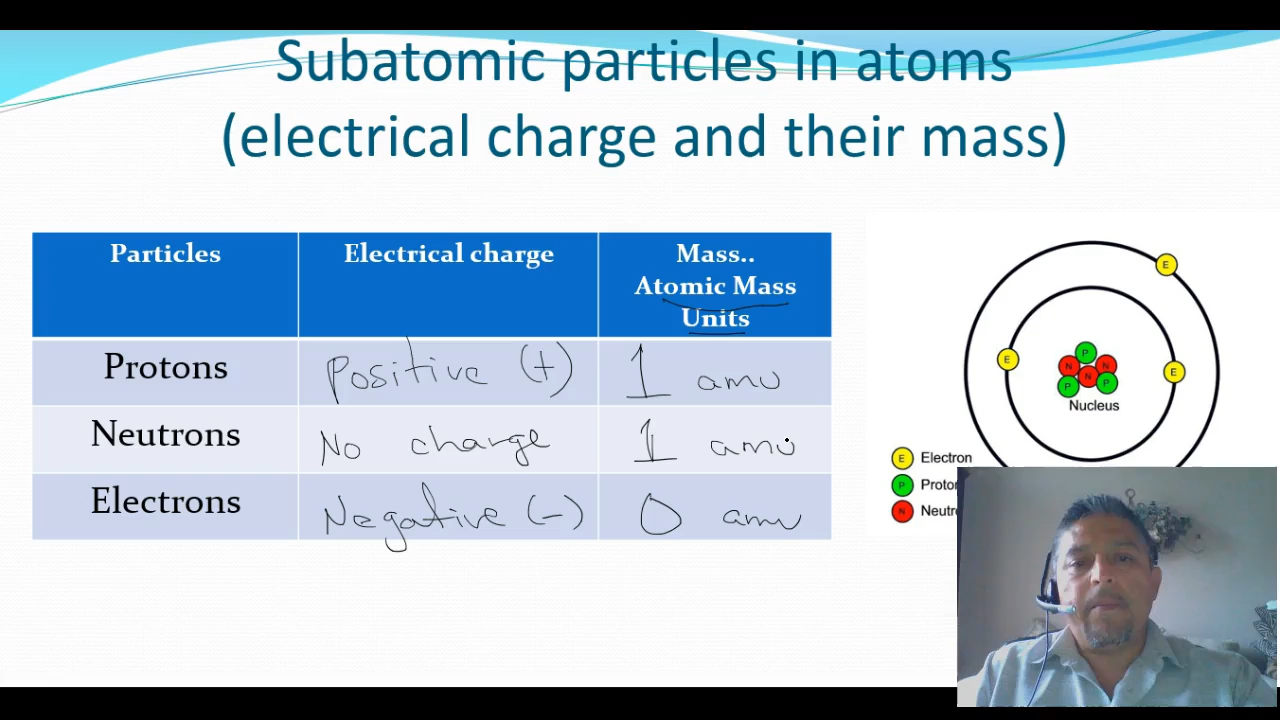 Subatomic particles in atoms
(electrical charge and their mass)
Particles
Electrical charge
Mass..
Atomic Mass
Units
Protons
Positive (+)
1 amu
Neutrons
No charge
1 amu
Electrons
Negative (-)
0 amu
E
E
E
P
N
N
N
P
P
Nucleus
E Electron
P Proton
N Neutr